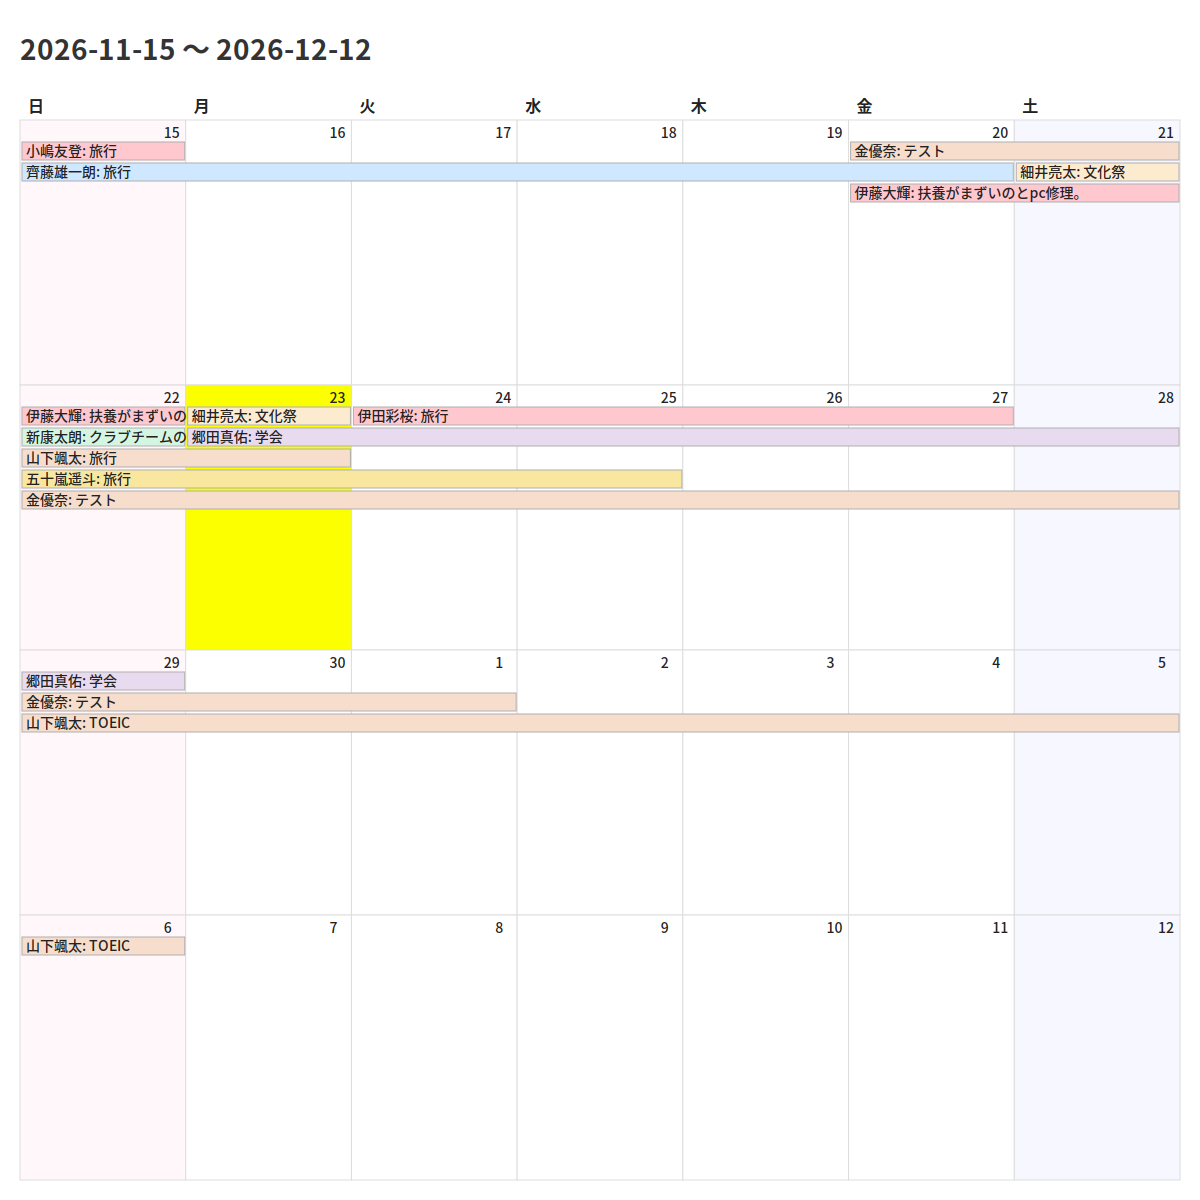 2026-11-15 〜 2026-12-12
日 月 火 水 木 金 土
15 16 17 18 19 20 21
小嶋友登: 旅行 金優奈: テスト
齊藤雄一朗: 旅行 細井亮太: 文化祭
伊藤大輝: 扶養がまずいのとpc修理。
22 23 24 25 26 27 28
伊藤大輝: 扶養がまずいの 細井亮太: 文化祭 伊田彩桜: 旅行
新康太朗: クラブチームの 郷田真佑: 学会
山下颯太: 旅行
五十嵐遥斗: 旅行
金優奈: テスト
29 30 1 2 3 4 5
郷田真佑: 学会
金優奈: テスト
山下颯太: TOEIC
6 7 8 9 10 11 12
山下颯太: TOEIC